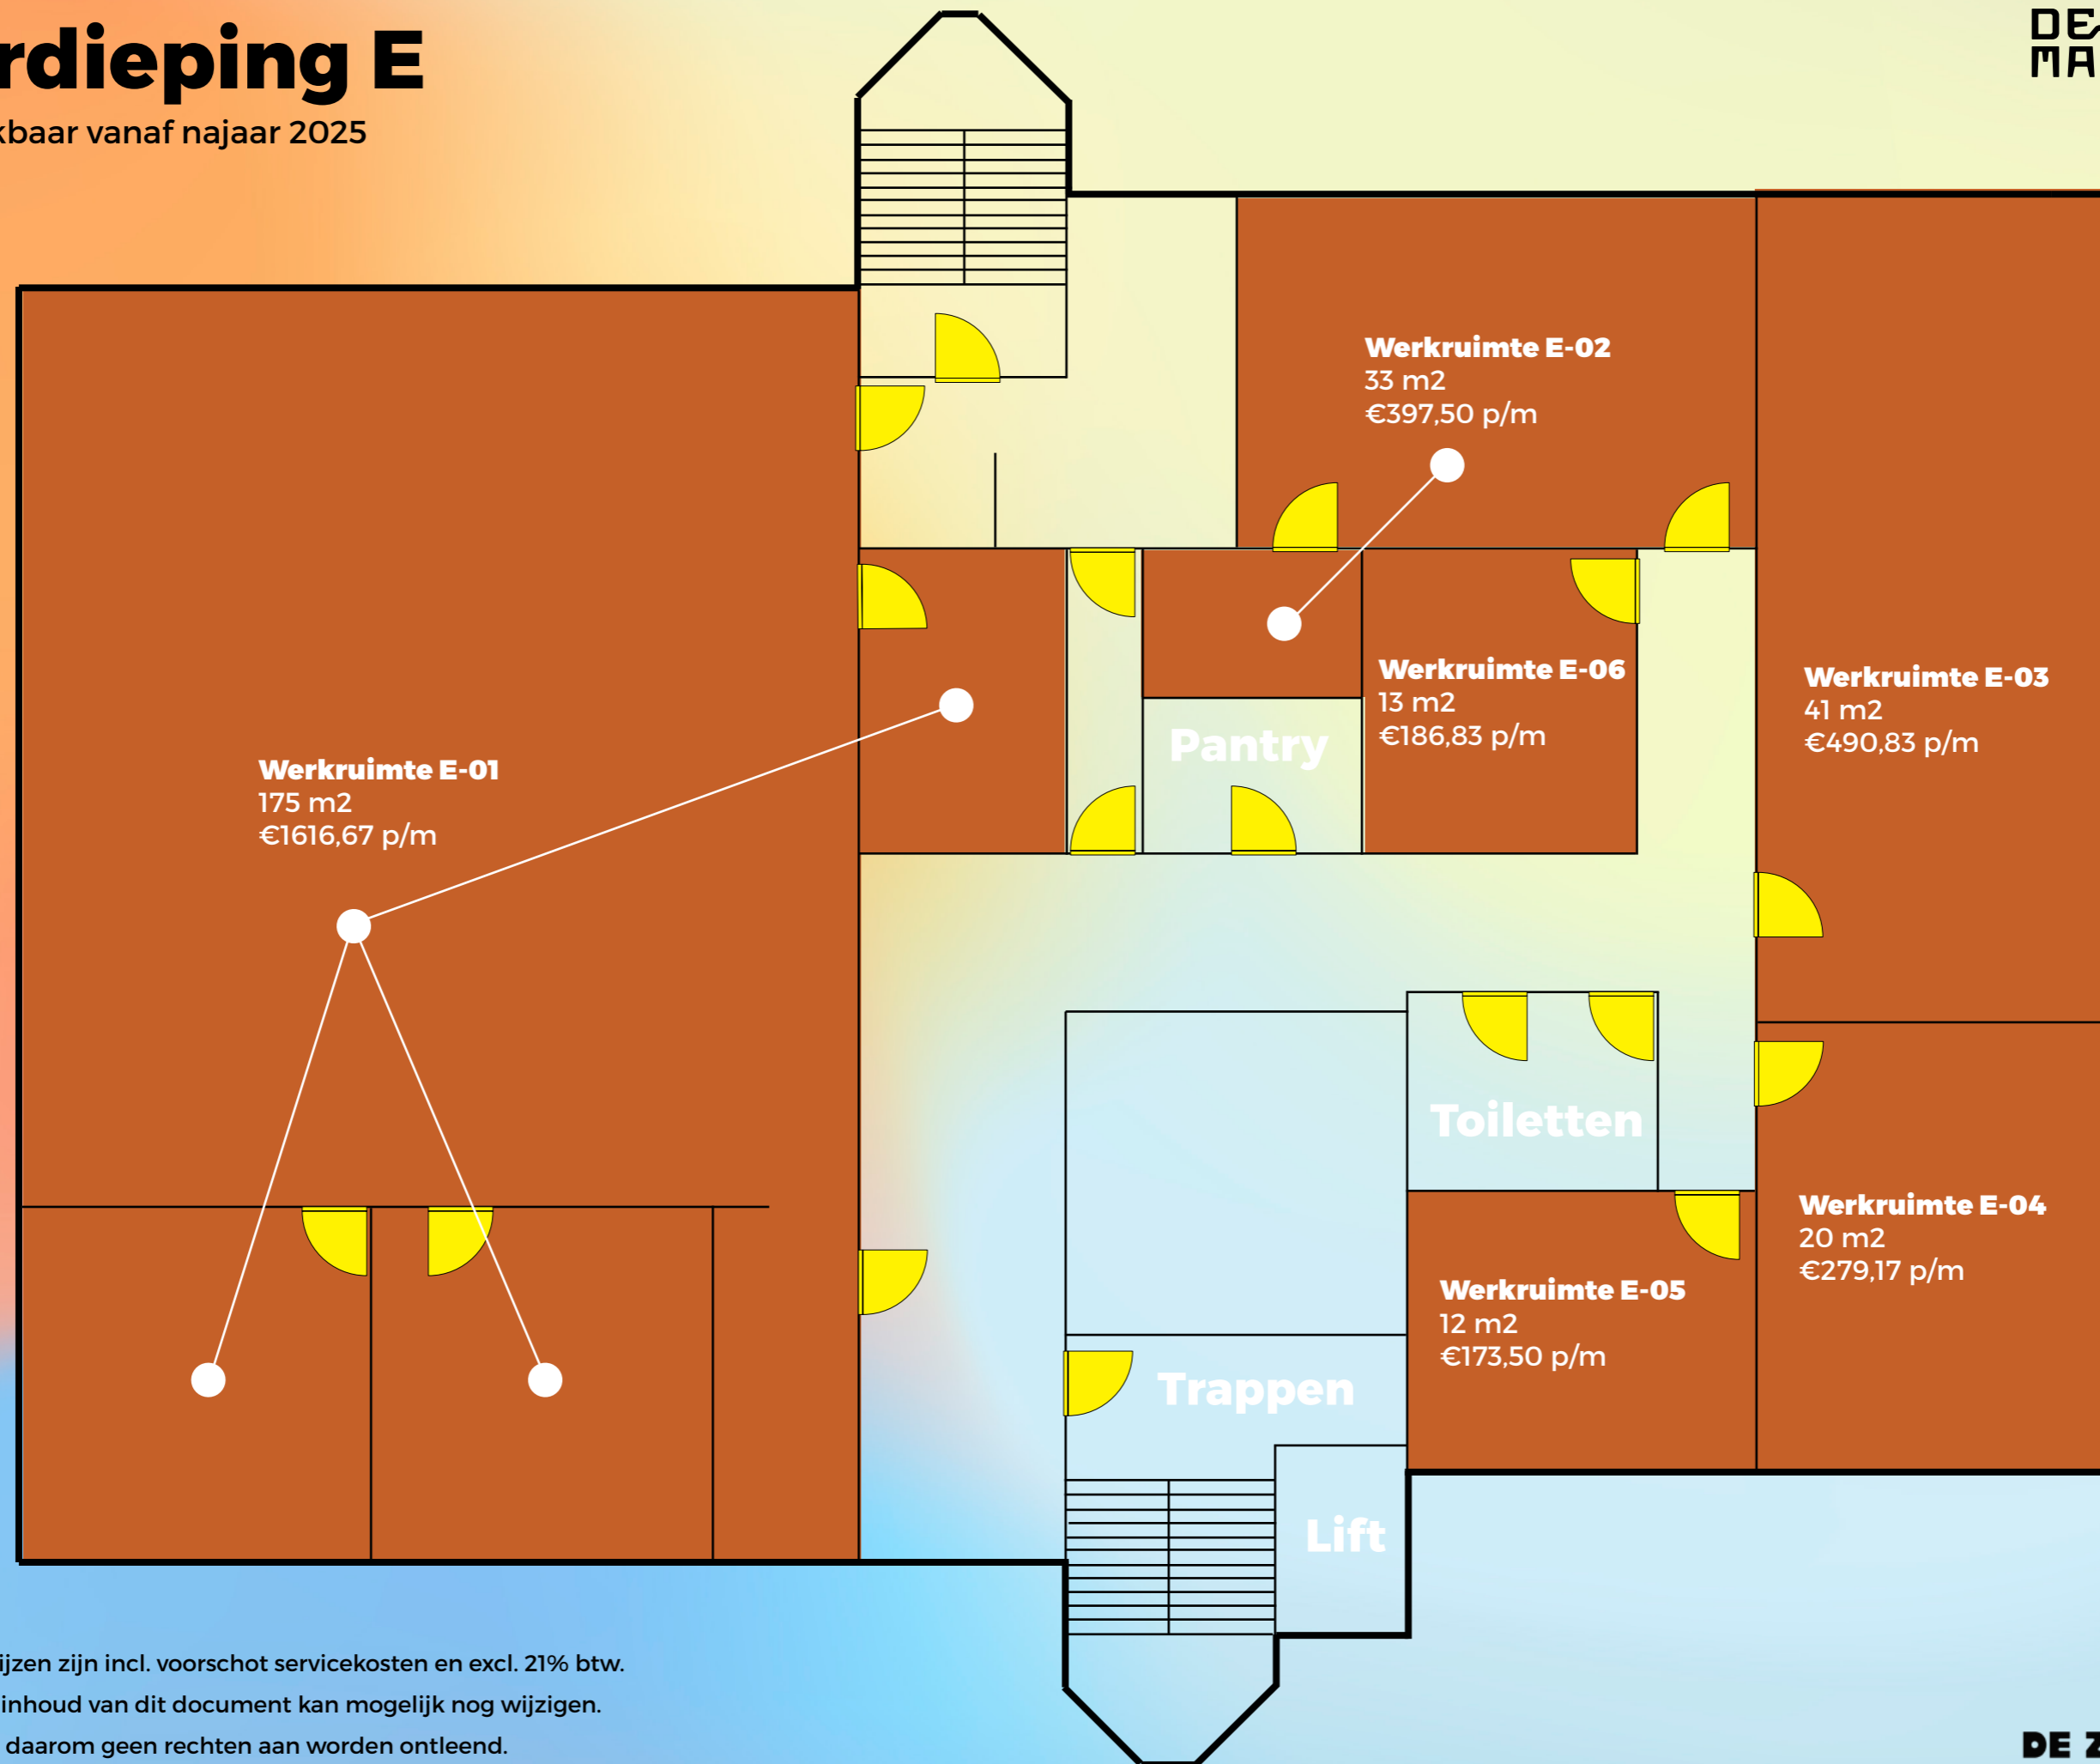 rdieping E
kbaar vanaf najaar 2025
DE
MA
Werkruimte E-02
33 m2
€397,50 p/m
Werkruimte E-06
13 m2
€186,83 p/m
Werkruimte E-03
41 m2
€490,83 p/m
Pantry
Werkruimte E-01
175 m2
€1616,67 p/m
Toiletten
Werkruimte E-04
20 m2
€279,17 p/m
Werkruimte E-05
12 m2
€173,50 p/m
Trappen
Lift
ijzen zijn incl. voorschot servicekosten en excl. 21% btw.
inhoud van dit document kan mogelijk nog wijzigen.
daarom geen rechten aan worden ontleend.
DE Z